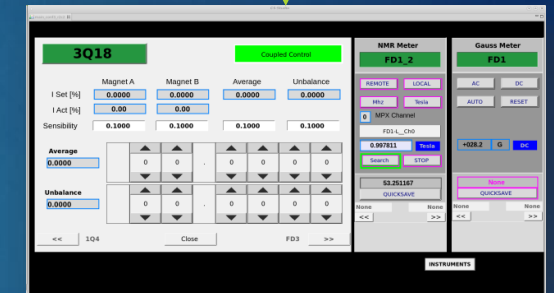 3Q18
Coupled Control
Magnet A Magnet B Average Unbalance
I Set [%] 0.0000 0.0000 0.0000 0.0000
I Act [%] 0.00 0.00
Sensibility 0.1000 0.1000 0.1000 0.1000
Average
0.0000
0 0 . 0 0 0 0
Unbalance
0.0000
0 0 . 0 0 0 0
<< 1Q4 Close FD3 >>
NMR Meter
FD1_2
REMOTE LOCAL
Mhz Tesla
0 MPX Channel
FD1-L__Ch0
0.997811 Tesla
Search STOP
53.251167
QUICKSAVE
None None
<< >>
Gauss Meter
FD1
AC DC
AUTO RESET
+028.2 G DC
None
QUICKSAVE
None None
<< >>
INSTRUMENTS